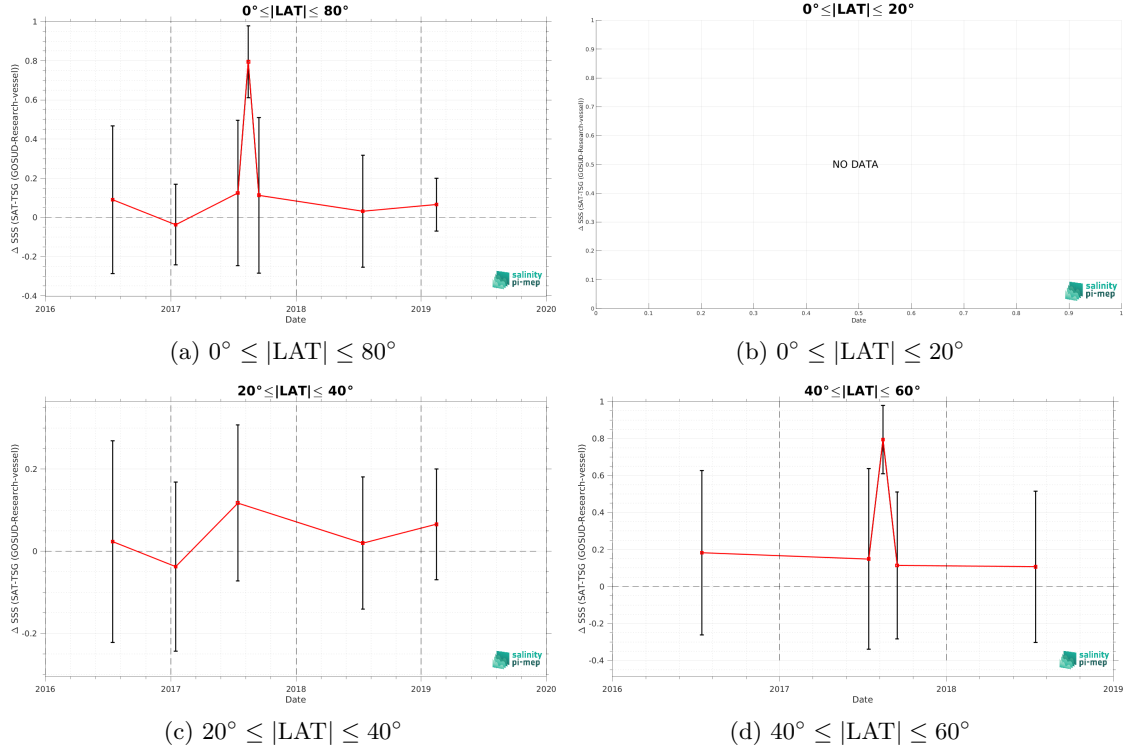 0°≤|LAT|≤ 80°
Δ SSS (SAT-TSG (GOSUD-Research-vessel))
1
0.8
0.6
0.4
0.2
0
-0.2
-0.4
2016 2017 2018 2019 2020
Date
salinity
pi-mep
(a) 0° ≤ |LAT| ≤ 80°
0°≤|LAT|≤ 20°
Δ SSS (SAT-TSG (GOSUD-Research-vessel))
1
0.9
0.8
0.7
0.6
0.5
0.4
0.3
0.2
0.1
0
NO DATA
0 0.1 0.2 0.3 0.4 0.5 0.6 0.7 0.8 0.9 1
Date
salinity
pi-mep
(b) 0° ≤ |LAT| ≤ 20°
20°≤|LAT|≤ 40°
Δ SSS (SAT-TSG (GOSUD-Research-vessel))
0.2
0
-0.2
2016 2017 2018 2019 2020
Date
salinity
pi-mep
(c) 20° ≤ |LAT| ≤ 40°
40°≤|LAT|≤ 60°
Δ SSS (SAT-TSG (GOSUD-Research-vessel))
1
0.8
0.6
0.4
0.2
0
-0.2
-0.4
2016 2017 2018 2019
Date
salinity
pi-mep
(d) 40° ≤ |LAT| ≤ 60°